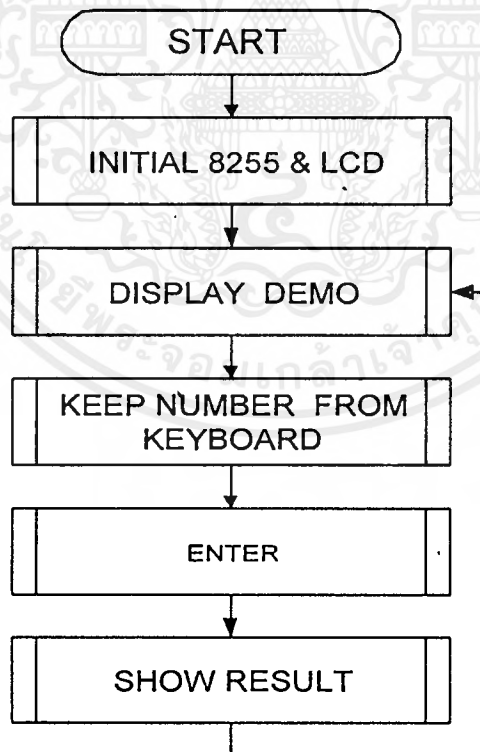 START
INITIAL 8255 & LCD
DISPLAY DEMO
KEEP NUMBER FROM
KEYBOARD
ENTER
SHOW RESULT